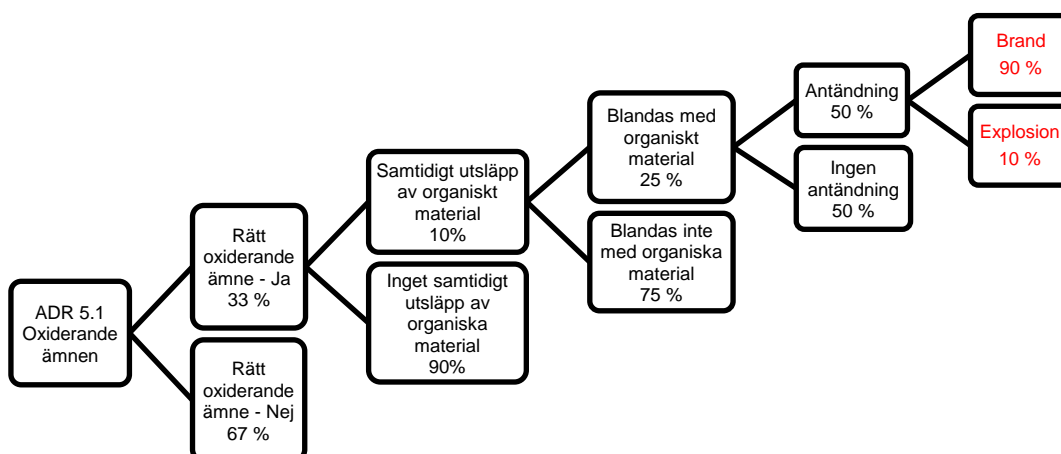 ADR 5.1
Oxiderande
ämnen
Rätt
oxiderande
ämne - Ja
33 %
Rätt
oxiderande
ämne - Nej
67 %
Samtidigt utsläpp
av organiskt
material
10%
Inget samtidigt
utsläpp av
organiska
material
90%
Blandas med
organiskt
material
25 %
Blandas inte
med organiska
material
75 %
Antändning
50 %
Ingen
antändning
50 %
Brand
90 %
Explosion
10 %